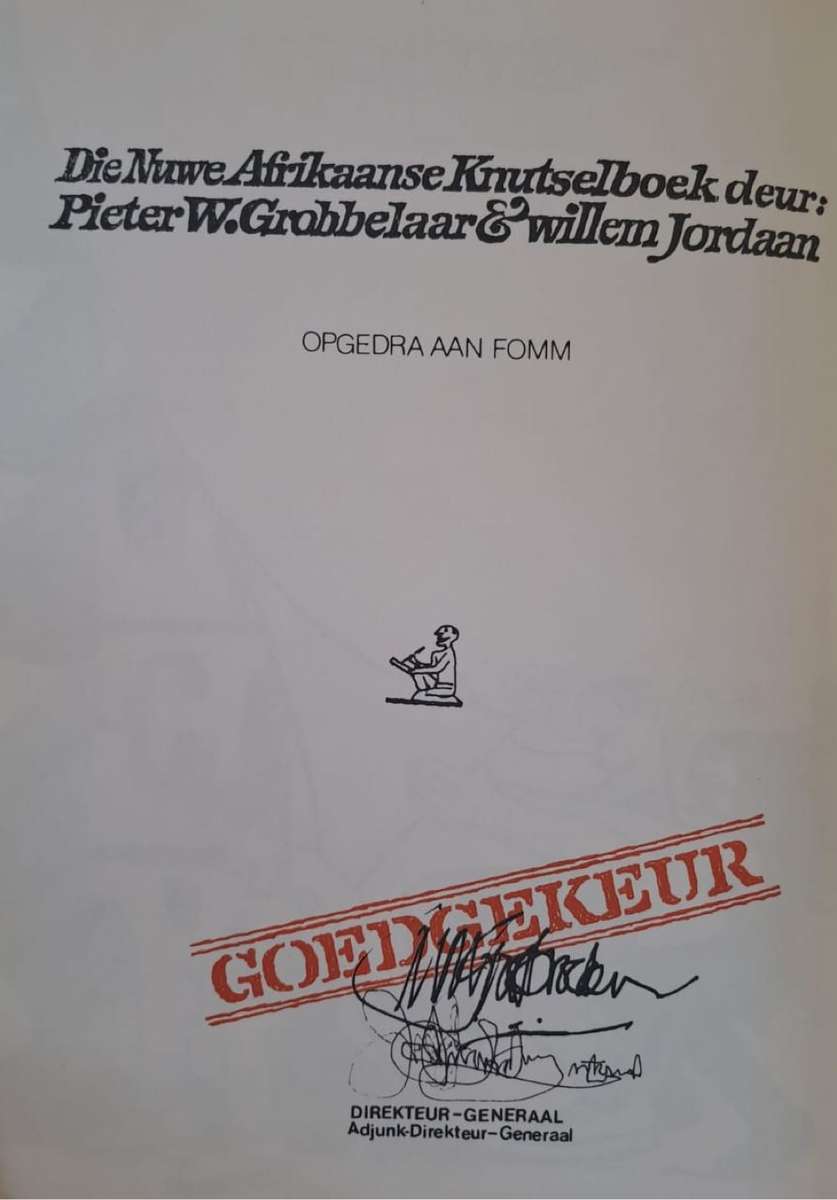 Die Nuwe Afrikaanse Knutselboek deur:
Pieter W. Grobbelaar & willem Jordaan
OPGEDRA AAN FOMM
GOEDGEKEUR
DIREKTEUR-GENERAAL
Adjunk-Direkteur-Generaal